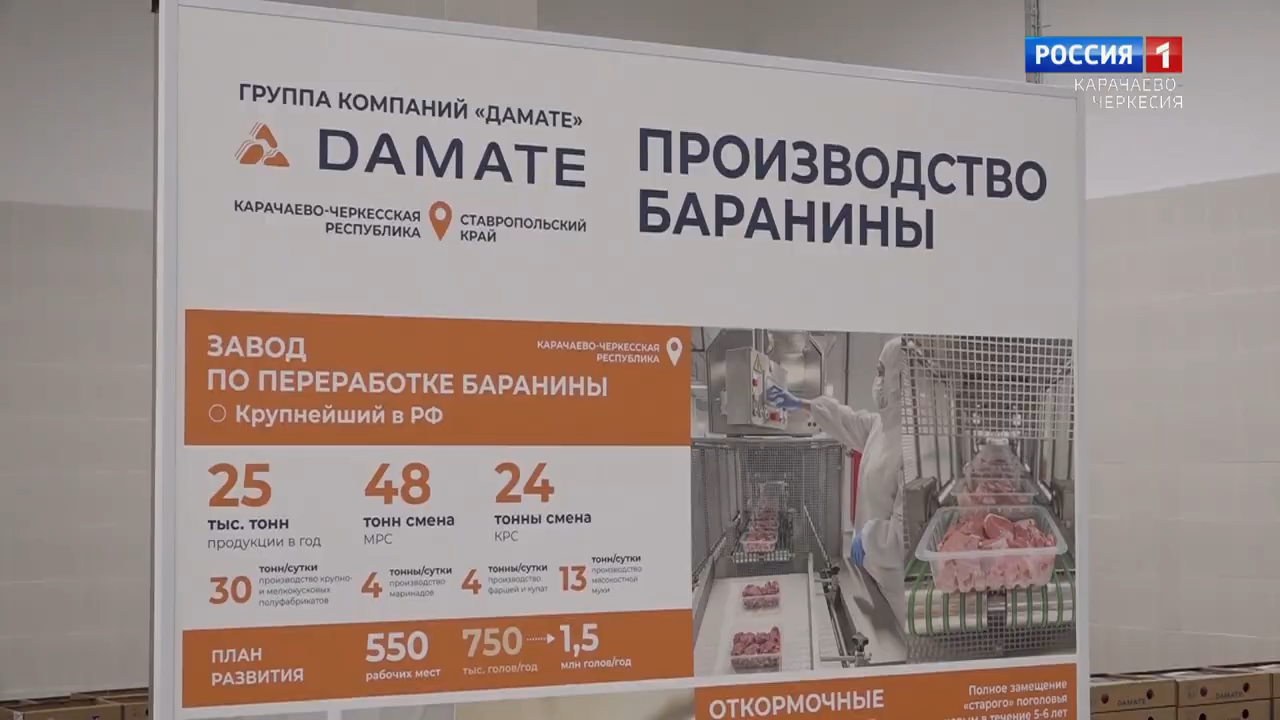 РОССИЯ 1
КАРАЧАЕВО-
ЧЕРКЕСИЯ
ГРУППА КОМПАНИЙ «ДАМАТЕ»
DAMATE
КАРАЧАЕВО-ЧЕРКЕССКАЯ
РЕСПУБЛИКА
СТАВРОПОЛЬСКИЙ
КРАЙ
ПРОИЗВОДСТВО
БАРАНИНЫ
ЗАВОД
ПО ПЕРЕРАБОТКЕ БАРАНИНЫ
Крупнейший в РФ
КАРАЧАЕВО-ЧЕРКЕССКАЯ
РЕСПУБЛИКА
25
тыс. тонн
продукции в год
48
тонн смена
МРС
24
тонны смена
КРС
30
тонн/сутки
производство крупно-
и мелкокусковых
полуфабрикатов
4
тонны/сутки
производство
маринадов
4
тонны/сутки
производство
фаршей и купат
13
тонн/сутки
производство
мясокостной
муки
ПЛАН
РАЗВИТИЯ
550
рабочих мест
750
тыс. голов/год
1,5
млн голов/год
ОТКОРМОЧНЫЕ
Полное замещение
«старого» поголовья
в течение 5-6 лет
DAMATE
DAMATE